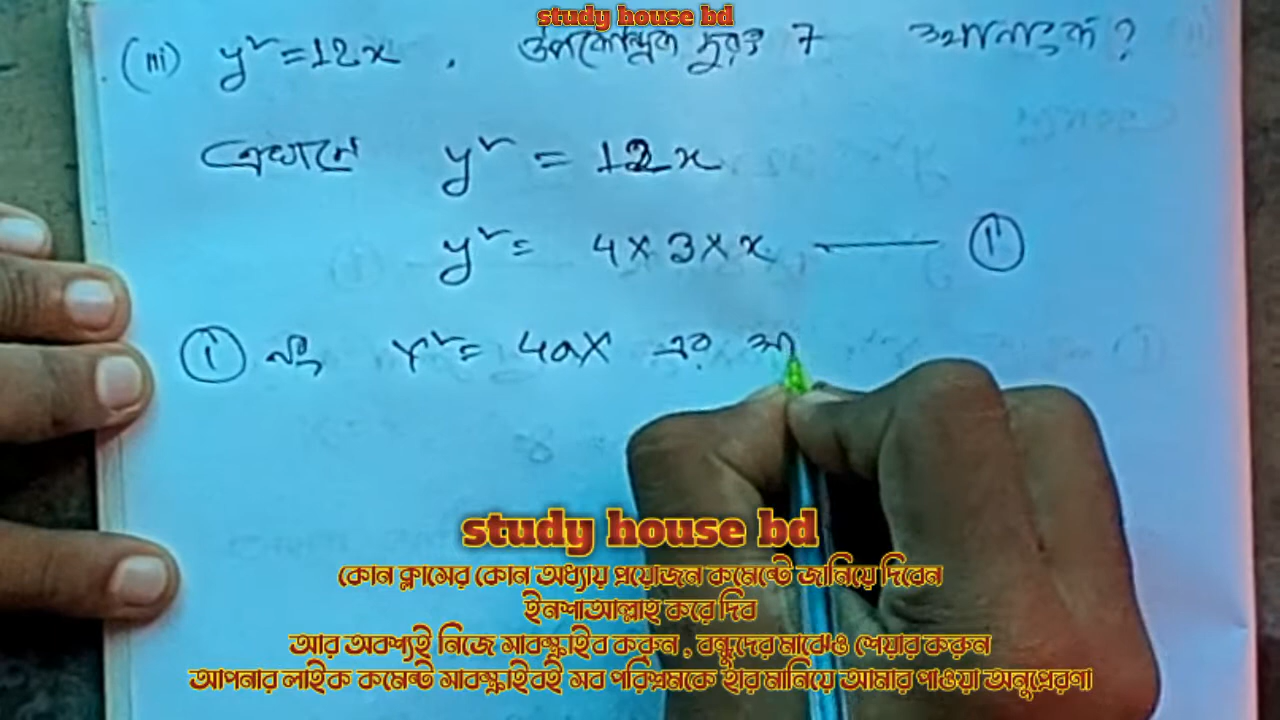 study house bd
(iii) y² = 12x . উপকেন্দ্রিক দূরত্ব 7 স্থানাংক ?
এখানে y² = 12x
y² = 4 × 3 × x —— ①
① নং Y² = 4aX এর সা
study house bd
কোন ক্লাসের কোন অধ্যায় প্রয়োজন কমেন্টে জানিয়ে দিবেন
ইনশাআল্লাহ করে দিব
আর অবশ্যই নিজে সাবস্ক্রাইব করুন , বন্ধুদের মাঝেও শেয়ার করুন
আপনার লাইক কমেন্ট সাবস্ক্রাইবই সব পরিশ্রমকে হার মানিয়ে আমার পাওয়া অনুপ্রেরণা